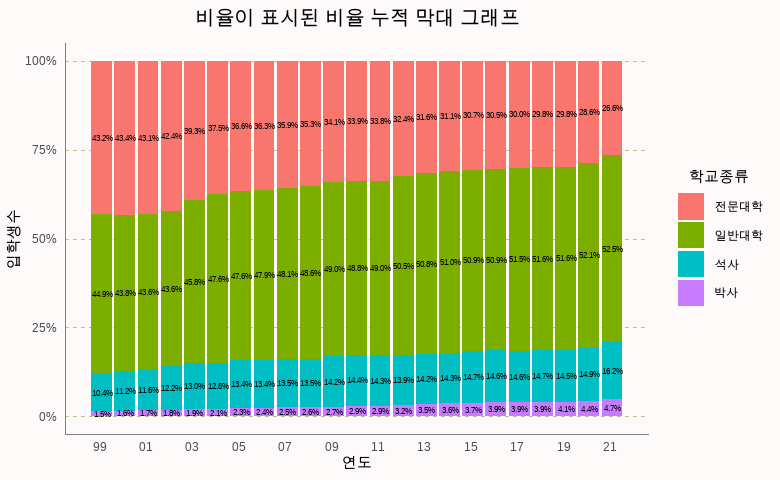 비율이 표시된 비율 누적 막대 그래프
100%
75%
50%
25%
0%
입학생수
43.2% 43.4% 43.1% 42.4% 39.3% 37.5% 36.6% 36.3% 35.9% 35.3% 34.1% 33.9% 33.8% 32.4% 31.6% 31.1% 30.7% 30.5% 30.0% 29.8% 29.8% 28.6% 26.6%
44.9% 43.8% 43.6% 43.6% 45.8% 47.6% 47.6% 47.9% 48.1% 48.6% 49.0% 48.8% 49.0% 50.5% 50.8% 51.0% 50.9% 50.9% 51.5% 51.6% 51.6% 52.1% 52.5%
10.4% 11.2% 11.6% 12.2% 13.0% 12.8% 13.4% 13.4% 13.5% 13.5% 14.2% 14.4% 14.3% 13.9% 14.2% 14.3% 14.7% 14.6% 14.6% 14.7% 14.5% 14.9% 16.2%
1.5% 1.6% 1.7% 1.8% 1.9% 2.1% 2.3% 2.4% 2.5% 2.6% 2.7% 2.9% 2.9% 3.2% 3.5% 3.6% 3.7% 3.9% 3.9% 3.9% 4.1% 4.4% 4.7%
99 01 03 05 07 09 11 13 15 17 19 21
연도
학교종류
전문대학
일반대학
석사
박사